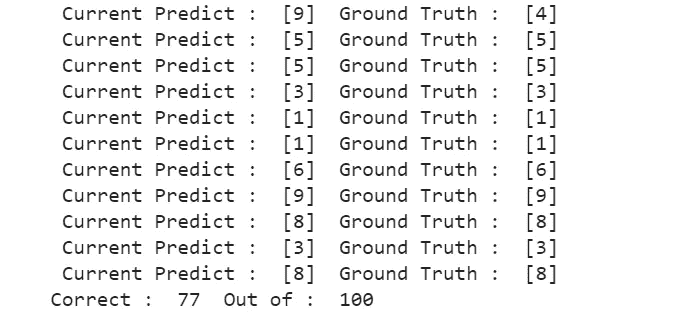 Current Predict :  [9]  Ground Truth :  [4]
Current Predict :  [5]  Ground Truth :  [5]
Current Predict :  [5]  Ground Truth :  [5]
Current Predict :  [3]  Ground Truth :  [3]
Current Predict :  [1]  Ground Truth :  [1]
Current Predict :  [1]  Ground Truth :  [1]
Current Predict :  [6]  Ground Truth :  [6]
Current Predict :  [9]  Ground Truth :  [9]
Current Predict :  [8]  Ground Truth :  [8]
Current Predict :  [3]  Ground Truth :  [3]
Current Predict :  [8]  Ground Truth :  [8]
Correct :  77  Out of :  100